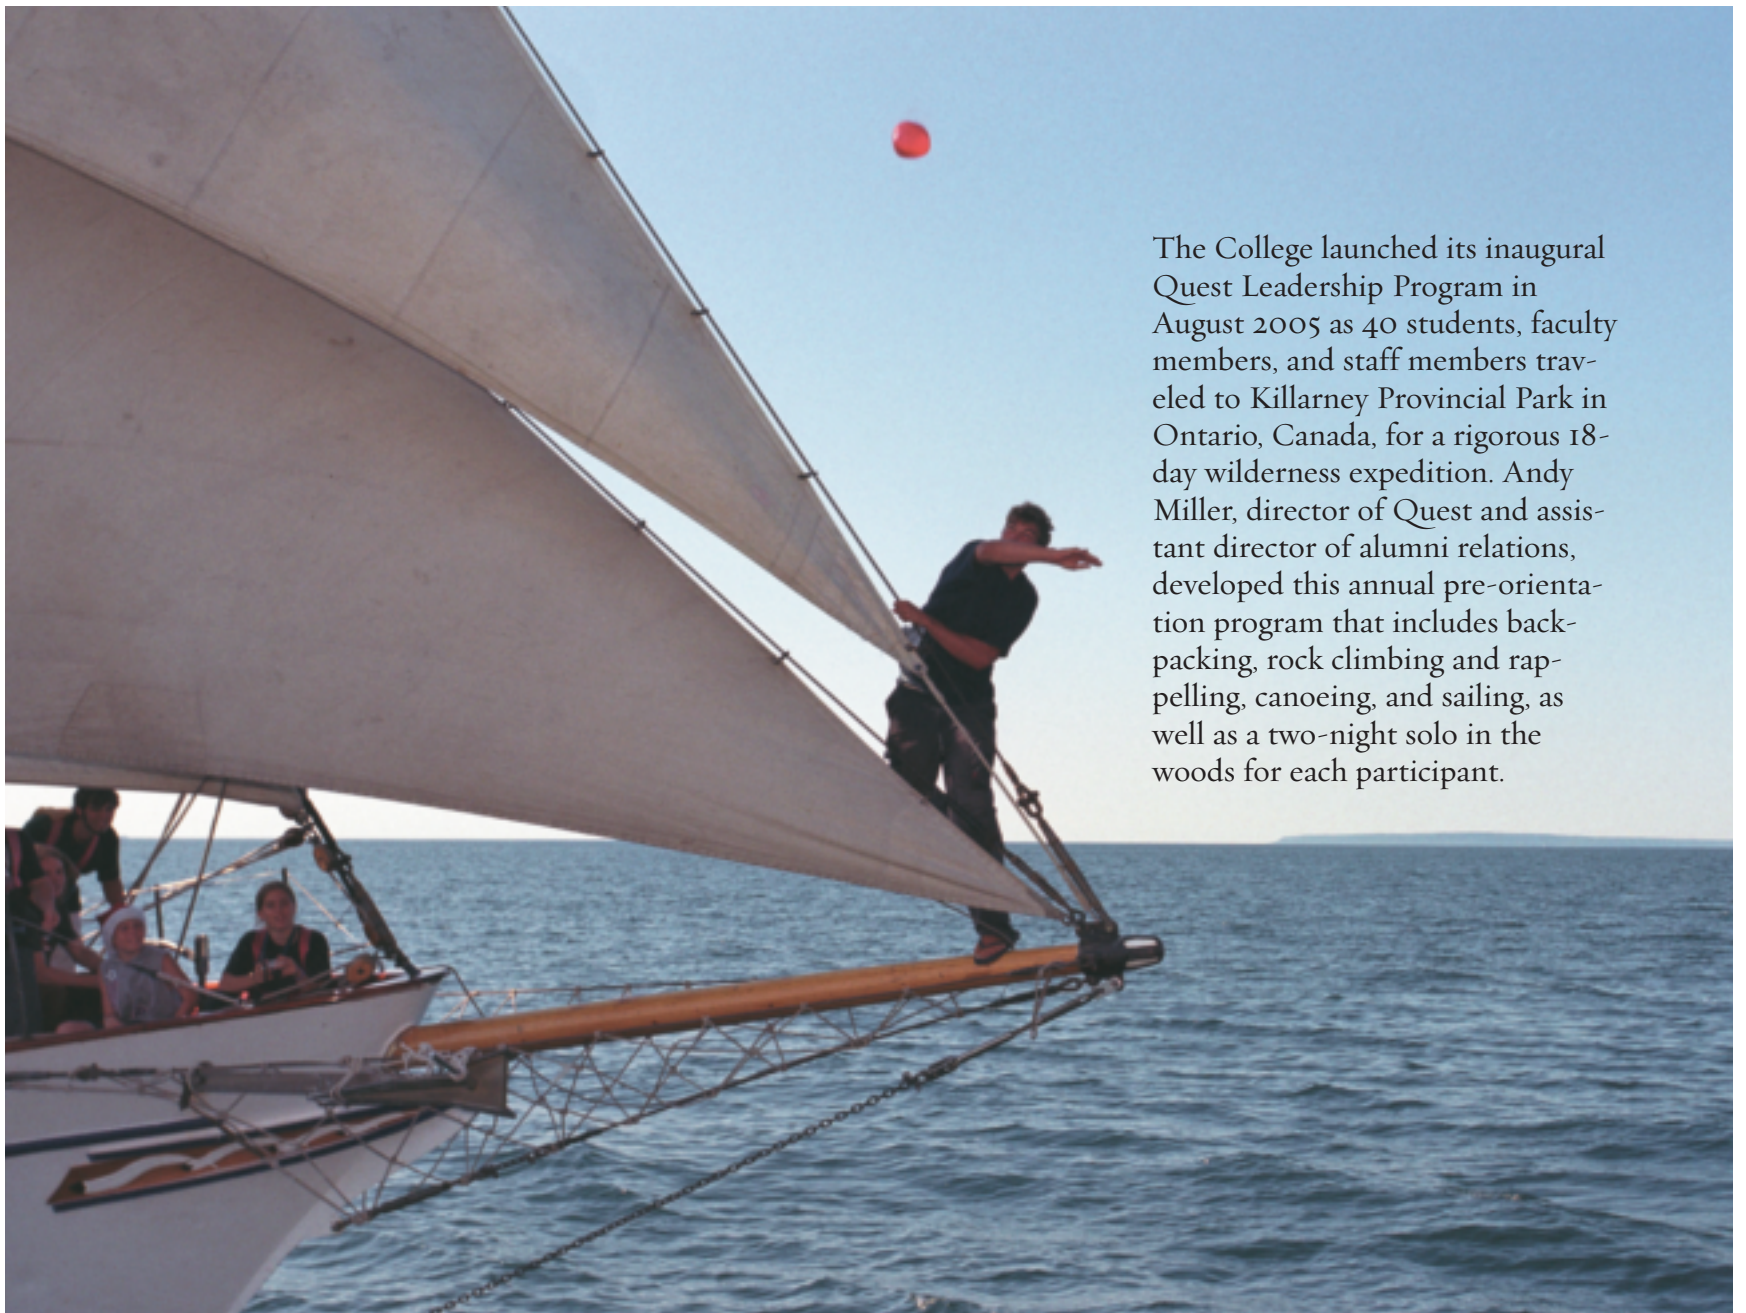 The College launched its inaugural
Quest Leadership Program in
August 2005 as 40 students, faculty
members, and staff members trav-
eled to Killarney Provincial Park in
Ontario, Canada, for a rigorous 18-
day wilderness expedition. Andy
Miller, director of Quest and assis-
tant director of alumni relations,
developed this annual pre-orienta-
tion program that includes back-
packing, rock climbing and rap-
pelling, canoeing, and sailing, as
well as a two-night solo in the
woods for each participant.